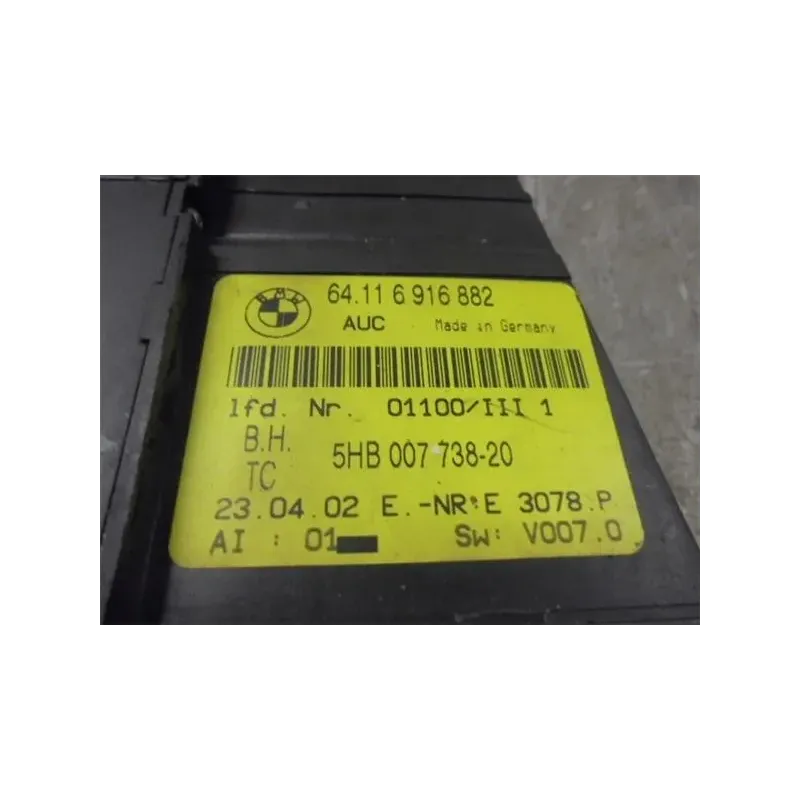 BMW
64.11 6 916 882
AUC Made in Germany
lfd. Nr. 01100/III 1
B.H. 5HB 007 738-20
TC
23.04.02 E.-NR:E 3078.P
AI : 01
SW: V007.0